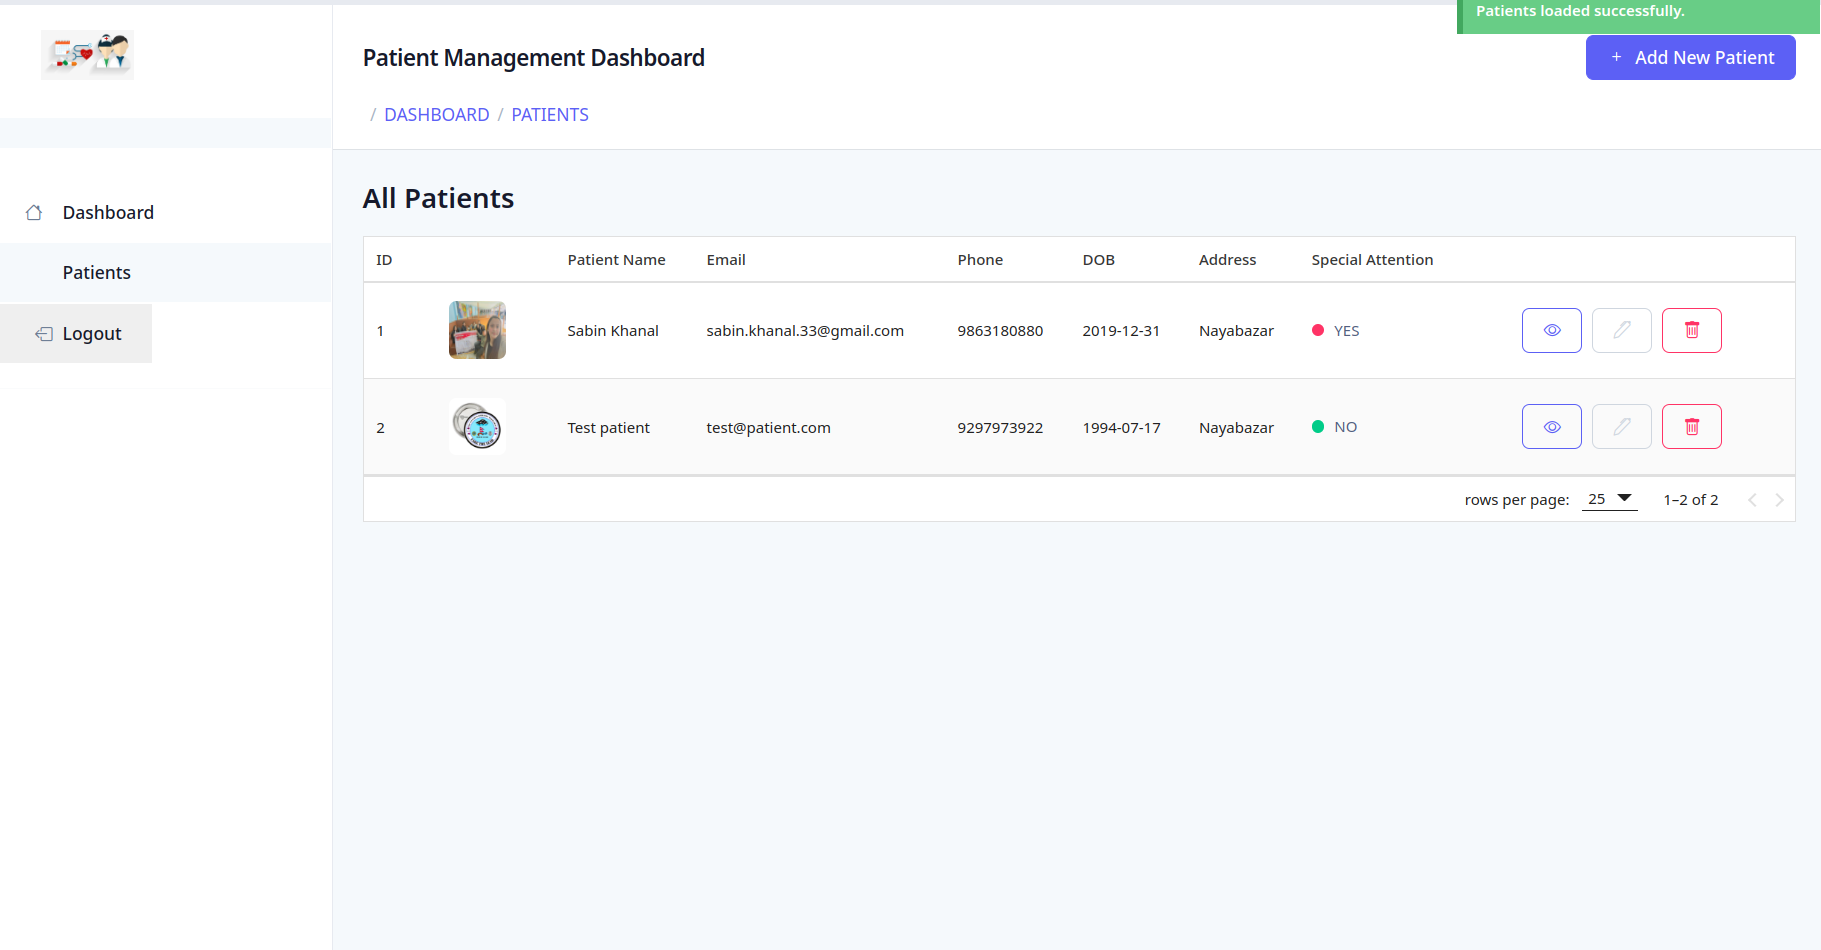 Patients loaded successfully.
Patient Management Dashboard
+ Add New Patient
/ DASHBOARD / PATIENTS
Dashboard
Patients
Logout
All Patients
ID Patient Name Email Phone DOB Address Special Attention
1 Sabin Khanal sabin.khanal.33@gmail.com 9863180880 2019-12-31 Nayabazar YES
2 Test patient test@patient.com 9297973922 1994-07-17 Nayabazar NO
rows per page: 25 1–2 of 2